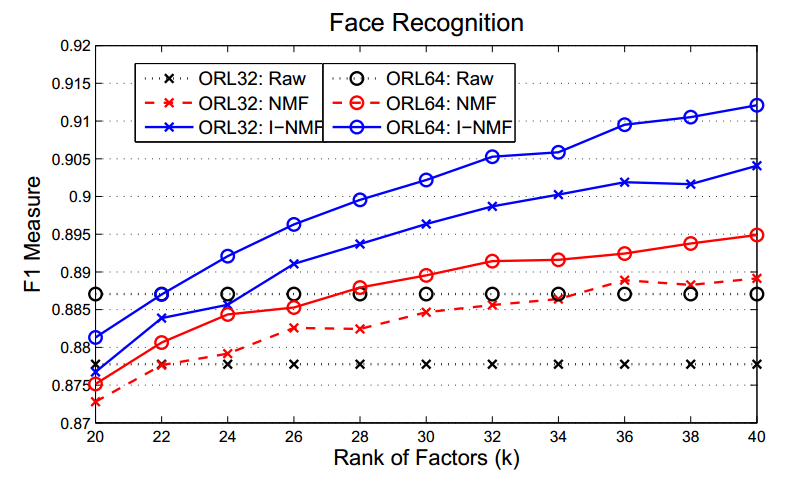 Face Recognition
0.92
0.915
0.91
0.905
0.9
0.895
0.89
0.885
0.88
0.875
0.87
F1 Measure
ORL32: Raw
ORL32: NMF
ORL32: I−NMF
ORL64: Raw
ORL64: NMF
ORL64: I−NMF
20 22 24 26 28 30 32 34 36 38 40
Rank of Factors (k)